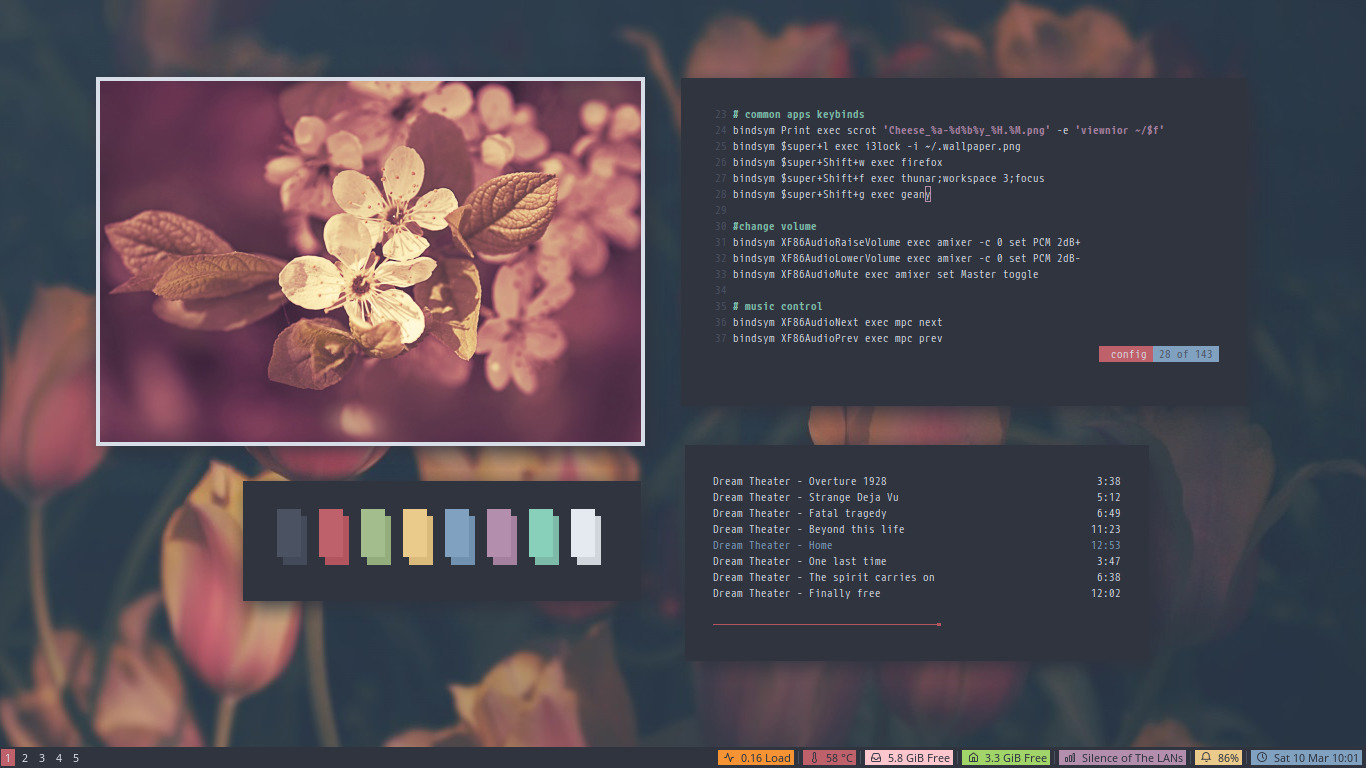 23 # common apps keybinds
24 bindsym Print exec scrot 'Cheese_%a-%d%b%y_%H.%M.png' -e 'viewnior ~/$f'
25 bindsym $super+l exec i3lock -i ~/.wallpaper.png
26 bindsym $super+Shift+w exec firefox
27 bindsym $super+Shift+f exec thunar;workspace 3;focus
28 bindsym $super+Shift+g exec geany
29
30 #change volume
31 bindsym XF86AudioRaiseVolume exec amixer -c 0 set PCM 2dB+
32 bindsym XF86AudioLowerVolume exec amixer -c 0 set PCM 2dB-
33 bindsym XF86AudioMute exec amixer set Master toggle
34
35 # music control
36 bindsym XF86AudioNext exec mpc next
37 bindsym XF86AudioPrev exec mpc prev
config 28 of 143
Dream Theater - Overture 1928 3:38
Dream Theater - Strange Deja Vu 5:12
Dream Theater - Fatal tragedy 6:49
Dream Theater - Beyond this life 11:23
Dream Theater - Home 12:53
Dream Theater - One last time 3:47
Dream Theater - The spirit carries on 6:38
Dream Theater - Finally free 12:02
1 2 3 4 5 0.16 Load 58 °C 5.8 GiB Free 3.3 GiB Free Silence of The LANs 86% Sat 10 Mar 10:01